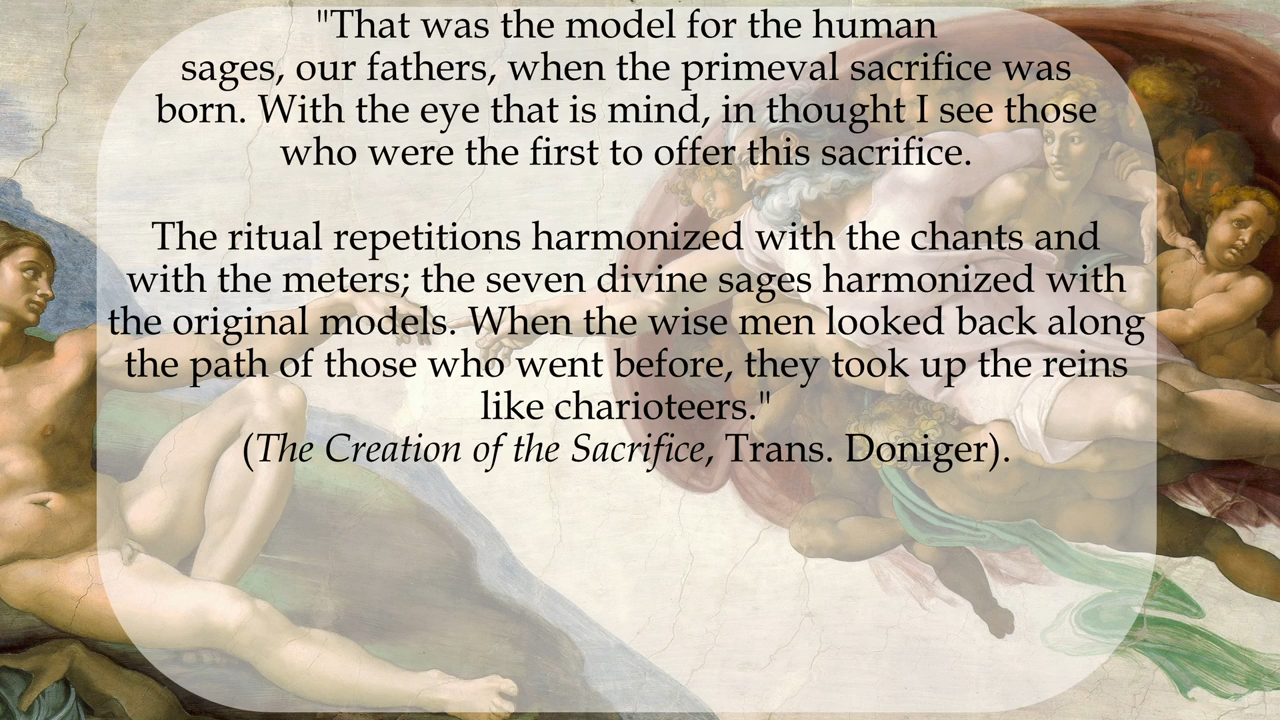 "That was the model for the human
sages, our fathers, when the primeval sacrifice was
born. With the eye that is mind, in thought I see those
who were the first to offer this sacrifice.
The ritual repetitions harmonized with the chants and
with the meters; the seven divine sages harmonized with
the original models. When the wise men looked back along
the path of those who went before, they took up the reins
like charioteers."
(The Creation of the Sacrifice, Trans. Doniger).